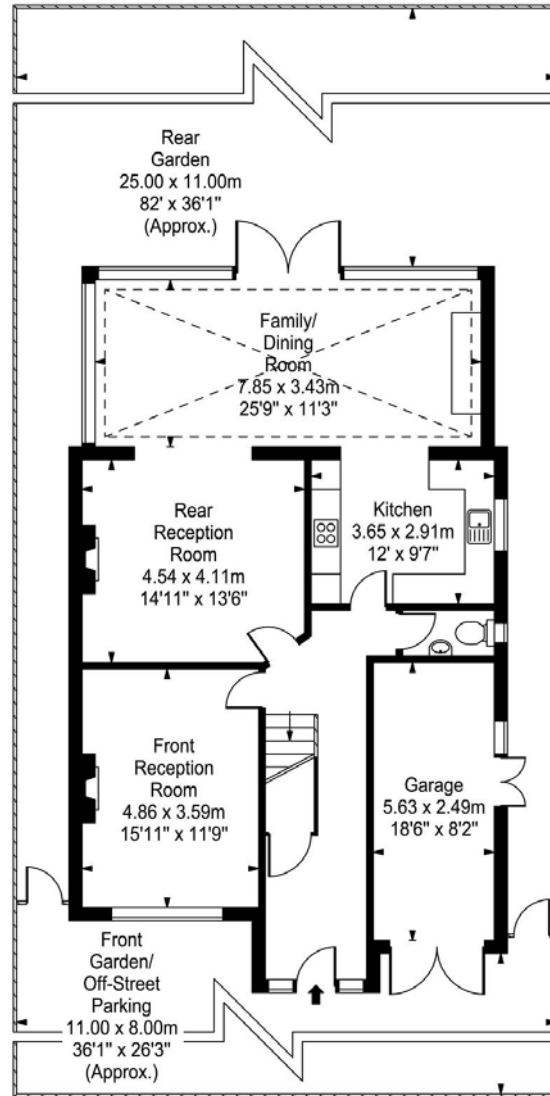 Rear
Garden
25.00 x 11.00m
82' x 36'1"
(Approx.)
Family/
Dining
Room
7.85 x 3.43m
25'9" x 11'3"
Rear
Reception
Room
4.54 x 4.11m
14'11" x 13'6"
Kitchen
3.65 x 2.91m
12' x 9'7"
Front
Reception
Room
4.86 x 3.59m
15'11" x 11'9"
Garage
5.63 x 2.49m
18'6" x 8'2"
Front
Garden/
Off-Street
Parking
11.00 x 8.00m
36'1" x 26'3"
(Approx.)